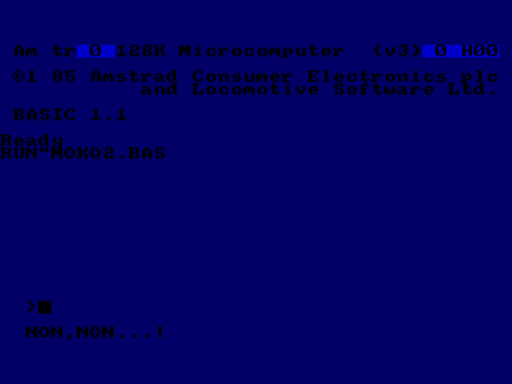 Am tr 0 128K Microcomputer (v3) 0 H00
©1 85 Amstrad Consumer Electronics plc
and Locomotive Software Ltd.
BASIC 1.1
Ready
RUN"MOKO2.BAS
>
NON,NON...!